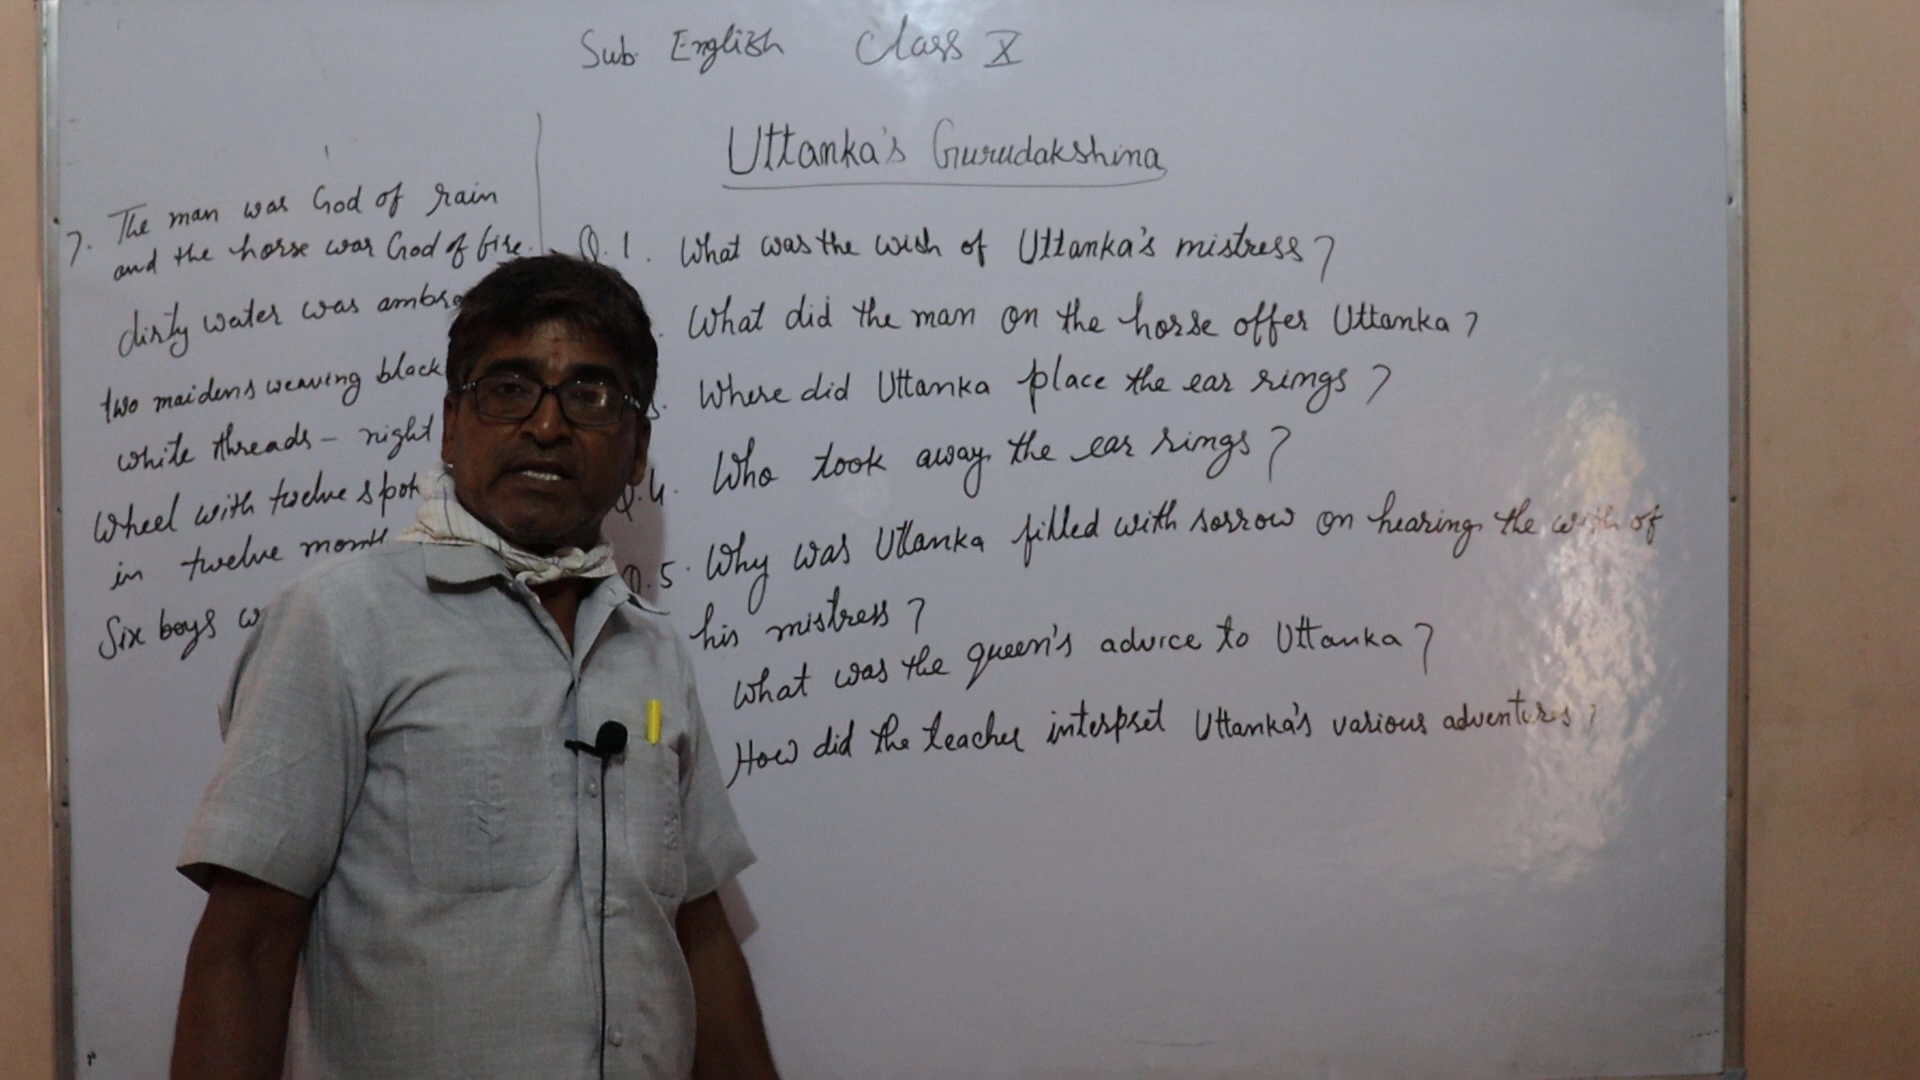 Sub. English Class X
Uttanka's Gurudakshina
7. The man was God of rain
and the horse was God of fire.
dirty water was
two maidens weaving black
white threads - night
Wheel with twelve
in twelve
Six boys
Q.1. What was the wish of Uttanka's mistress?
What did the man on the horse offer Uttanka?
Where did Uttanka place the ear rings?
Q.4. Who took away the ear rings?
Q.5. Why was Uttanka filled with sorrow on hearing the wish of
his mistress?
What was the queen's advice to Uttanka?
How did the teacher interpret Uttanka's various